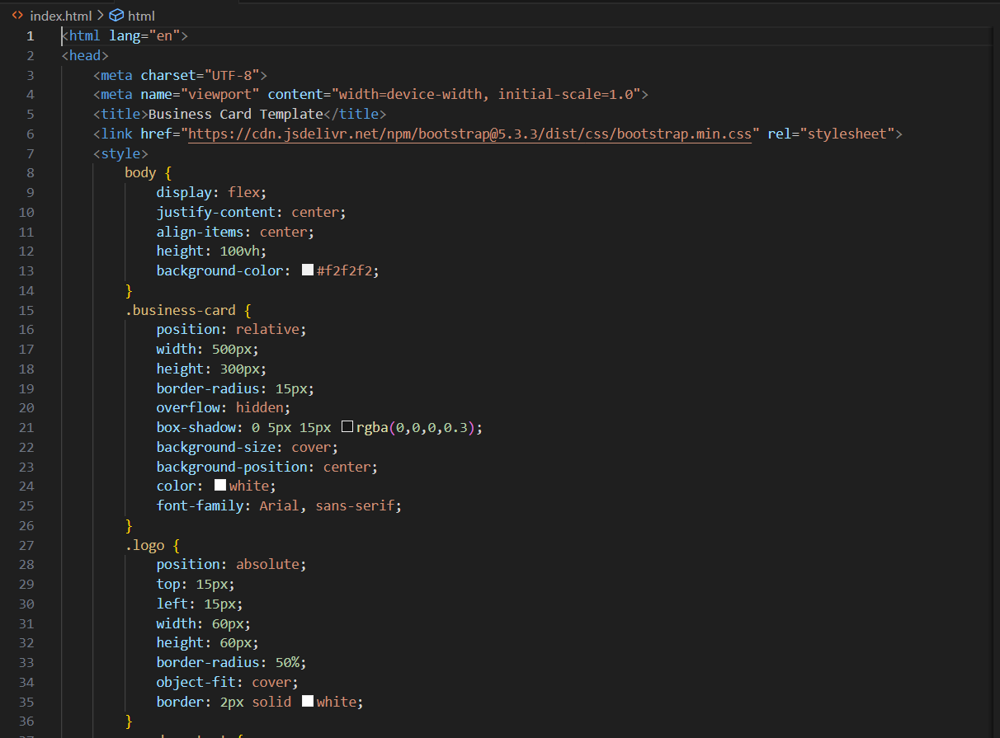 index.html > html
1 <html lang="en">
2 <head>
3 <meta charset="UTF-8">
4 <meta name="viewport" content="width=device-width, initial-scale=1.0">
5 <title>Business Card Template</title>
6 <link href="https://cdn.jsdelivr.net/npm/bootstrap@5.3.3/dist/css/bootstrap.min.css" rel="stylesheet">
7 <style>
8 body {
9 display: flex;
10 justify-content: center;
11 align-items: center;
12 height: 100vh;
13 background-color: #f2f2f2;
14 }
15 .business-card {
16 position: relative;
17 width: 500px;
18 height: 300px;
19 border-radius: 15px;
20 overflow: hidden;
21 box-shadow: 0 5px 15px rgba(0,0,0,0.3);
22 background-size: cover;
23 background-position: center;
24 color: white;
25 font-family: Arial, sans-serif;
26 }
27 .logo {
28 position: absolute;
29 top: 15px;
30 left: 15px;
31 width: 60px;
32 height: 60px;
33 border-radius: 50%;
34 object-fit: cover;
35 border: 2px solid white;
36 }